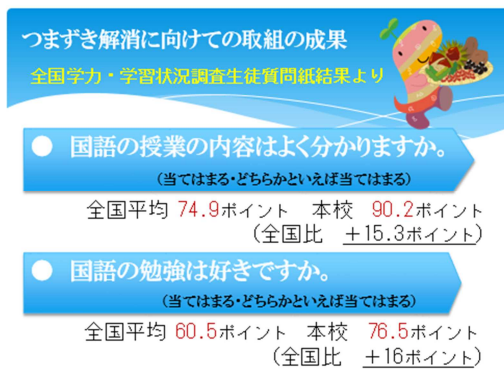 つまずき解消に向けての取組の成果
全国学力・学習状況調査生徒質問紙結果より
● 国語の授業の内容はよく分かりますか。
(当てはまる・どちらかといえば当てはまる)
全国平均 74.9ポイント 本校 90.2ポイント
(全国比 +15.3ポイント)
● 国語の勉強は好きですか。
(当てはまる・どちらかといえば当てはまる)
全国平均 60.5ポイント 本校 76.5ポイント
(全国比 +16ポイント)